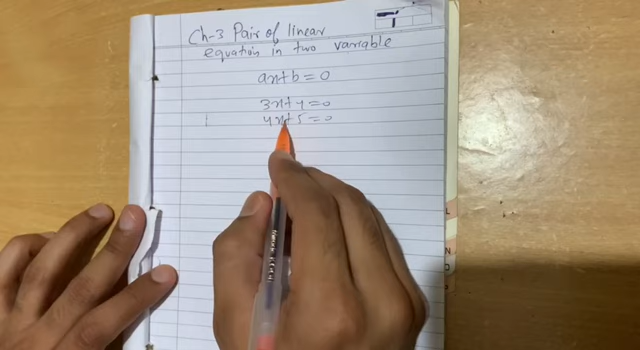 Ch-3 Pair of linear
equation in two variable
ax+b=0
3x+4=0
4x+5=0